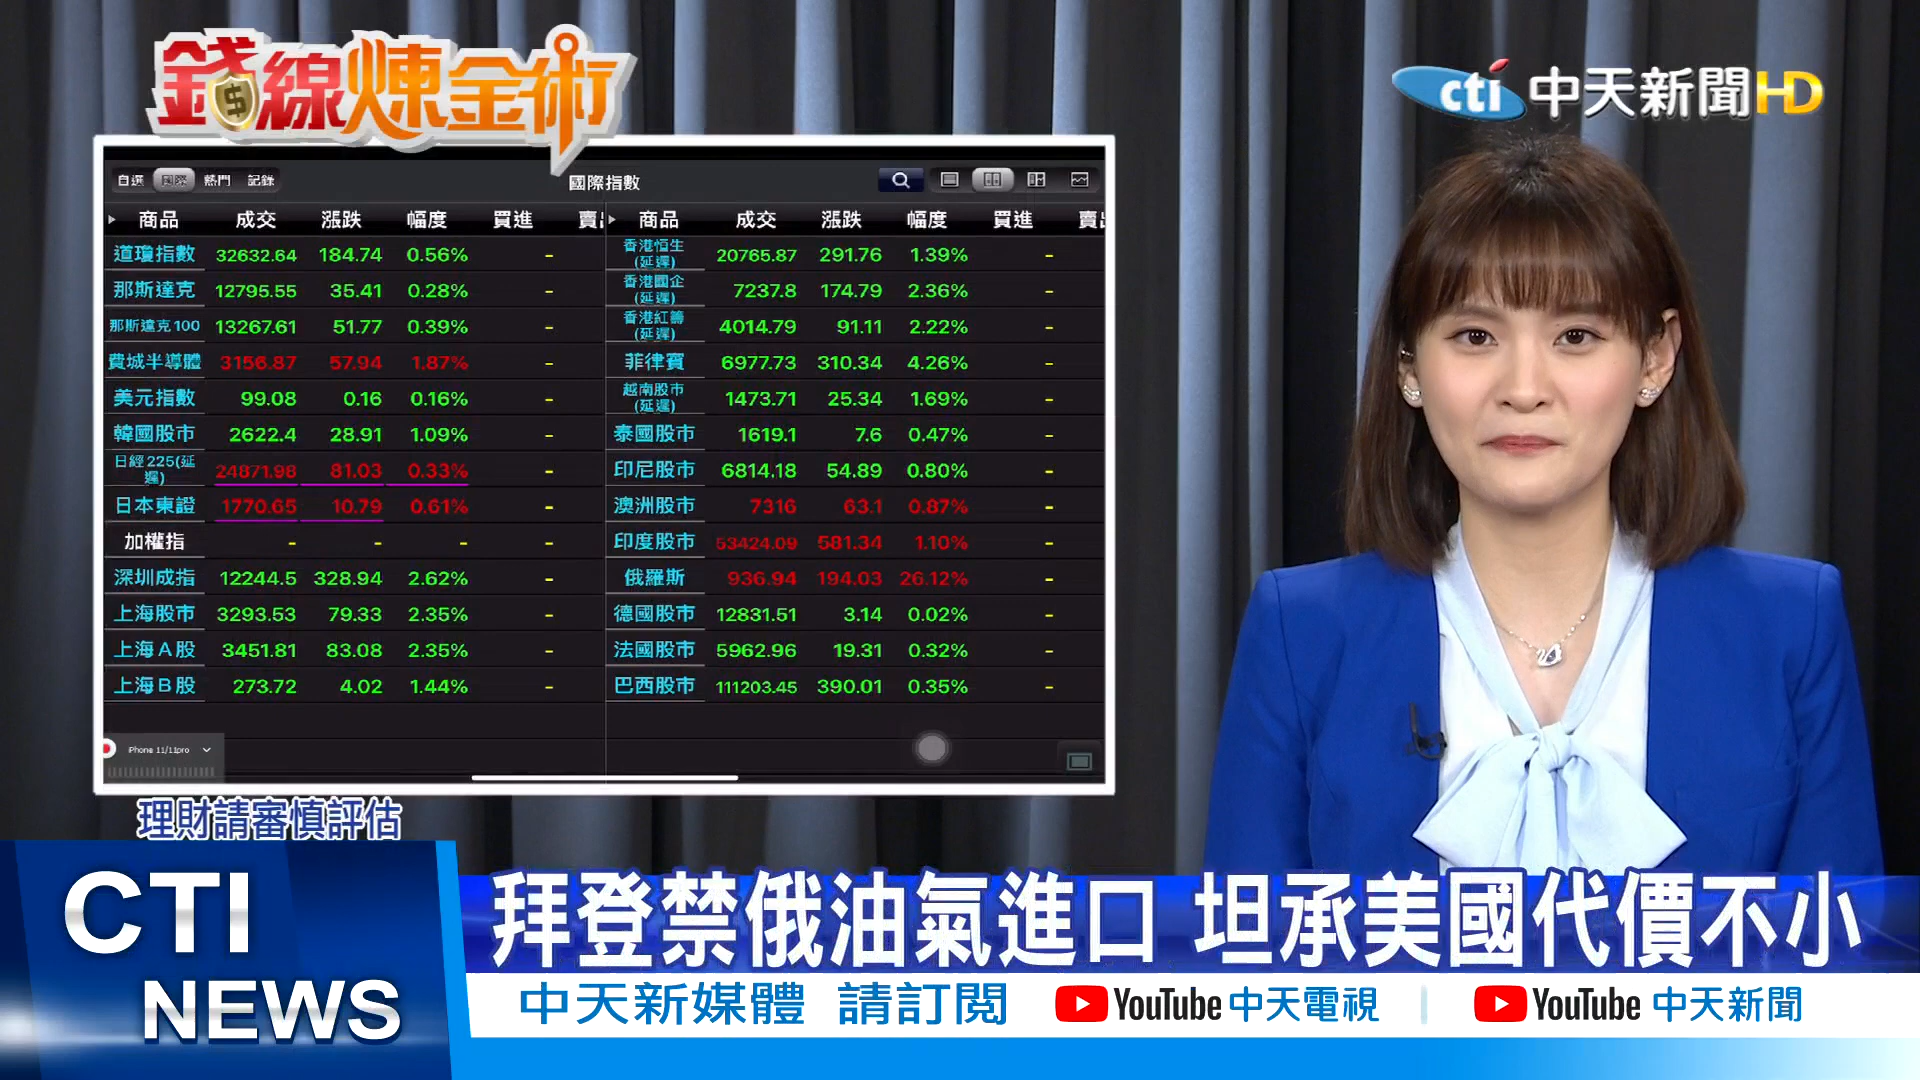 錢線煉金術
cti 中天新聞HD
自選 國際 熱門 記錄
國際指數
商品 成交 漲跌 幅度 買進
商品 成交 漲跌 幅度 買進
道瓊指數 32632.64 184.74 0.56% -
那斯達克 12795.55 35.41 0.28% -
那斯達克100 13267.61 51.77 0.39% -
費城半導體 3156.87 57.94 1.87% -
美元指數 99.08 0.16 0.16% -
韓國股市 2622.4 28.91 1.09% -
日經225(延遲) 24871.98 81.03 0.33% -
日本東證 1770.65 10.79 0.61% -
加權指 - - - -
深圳成指 12244.5 328.94 2.62% -
上海股市 3293.53 79.33 2.35% -
上海A股 3451.81 83.08 2.35% -
上海B股 273.72 4.02 1.44% -
香港恒生(延遲) 20765.87 291.76 1.39% -
香港國企(延遲) 7237.8 174.79 2.36% -
香港紅籌(延遲) 4014.79 91.11 2.22% -
菲律賓 6977.73 310.34 4.26% -
越南股市(延遲) 1473.71 25.34 1.69% -
泰國股市 1619.1 7.6 0.47% -
印尼股市 6814.18 54.89 0.80% -
澳洲股市 7316 63.1 0.87% -
印度股市 53424.09 581.34 1.10% -
俄羅斯 936.94 194.03 26.12% -
德國股市 12831.51 3.14 0.02% -
法國股市 5962.96 19.31 0.32% -
巴西股市 111203.45 390.01 0.35% -
iPhone 11/11pro
理財請審慎評估
CTI
NEWS
拜登禁俄油氣進口 坦承美國代價不小
中天新媒體 請訂閱 YouTube 中天電視 YouTube 中天新聞